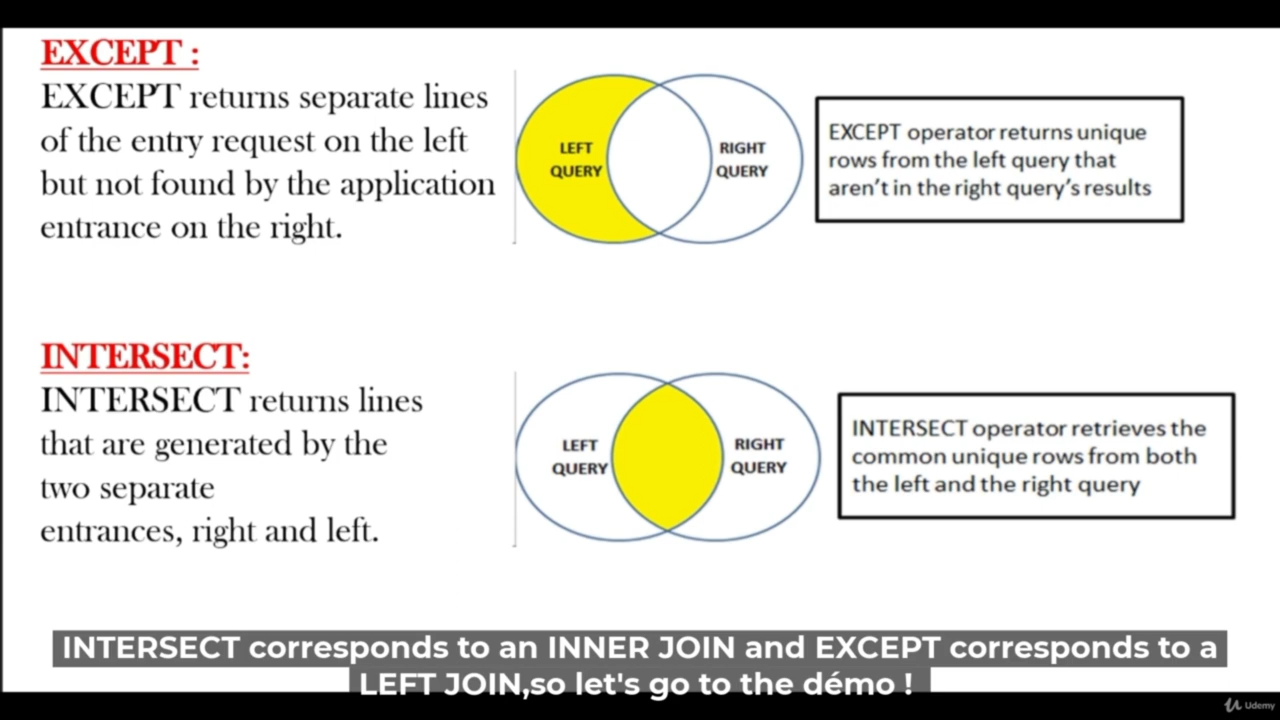 EXCEPT :
EXCEPT returns separate lines
of the entry request on the left
but not found by the application
entrance on the right.
LEFT
QUERY
RIGHT
QUERY
EXCEPT operator returns unique
rows from the left query that
aren't in the right query's results
INTERSECT:
INTERSECT returns lines
that are generated by the
two separate
entrances, right and left.
LEFT
QUERY
RIGHT
QUERY
INTERSECT operator retrieves the
common unique rows from both
the left and the right query
INTERSECT corresponds to an INNER JOIN and EXCEPT corresponds to a
LEFT JOIN,so let's go to the démo !
Udemy